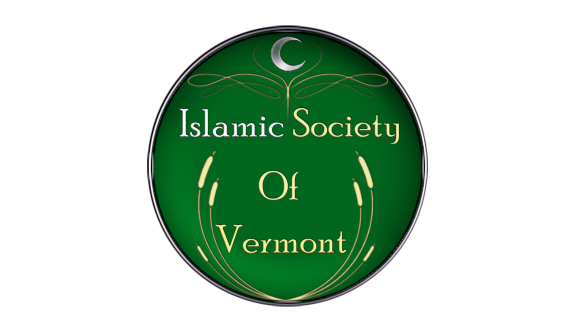 Islamic Society
Of
Vermont